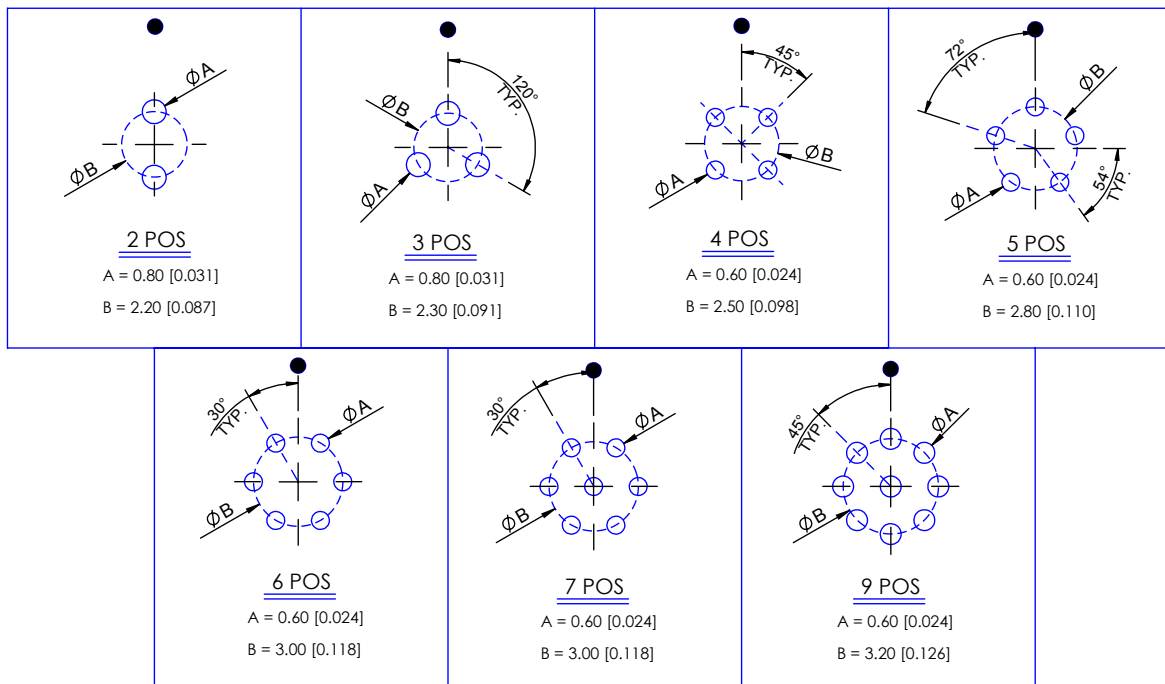 ØA
ØB
2 POS
A = 0.80 [0.031]
B = 2.20 [0.087]
120°
TYP.
ØB
ØA
3 POS
A = 0.80 [0.031]
B = 2.30 [0.091]
45°
TYP.
ØB
ØA
4 POS
A = 0.60 [0.024]
B = 2.50 [0.098]
72°
TYP.
ØB
54°
TYP.
ØA
5 POS
A = 0.60 [0.024]
B = 2.80 [0.110]
30°
TYP.
ØA
ØB
6 POS
A = 0.60 [0.024]
B = 3.00 [0.118]
30°
TYP.
ØA
ØB
7 POS
A = 0.60 [0.024]
B = 3.00 [0.118]
45°
TYP.
ØA
ØB
9 POS
A = 0.60 [0.024]
B = 3.20 [0.126]